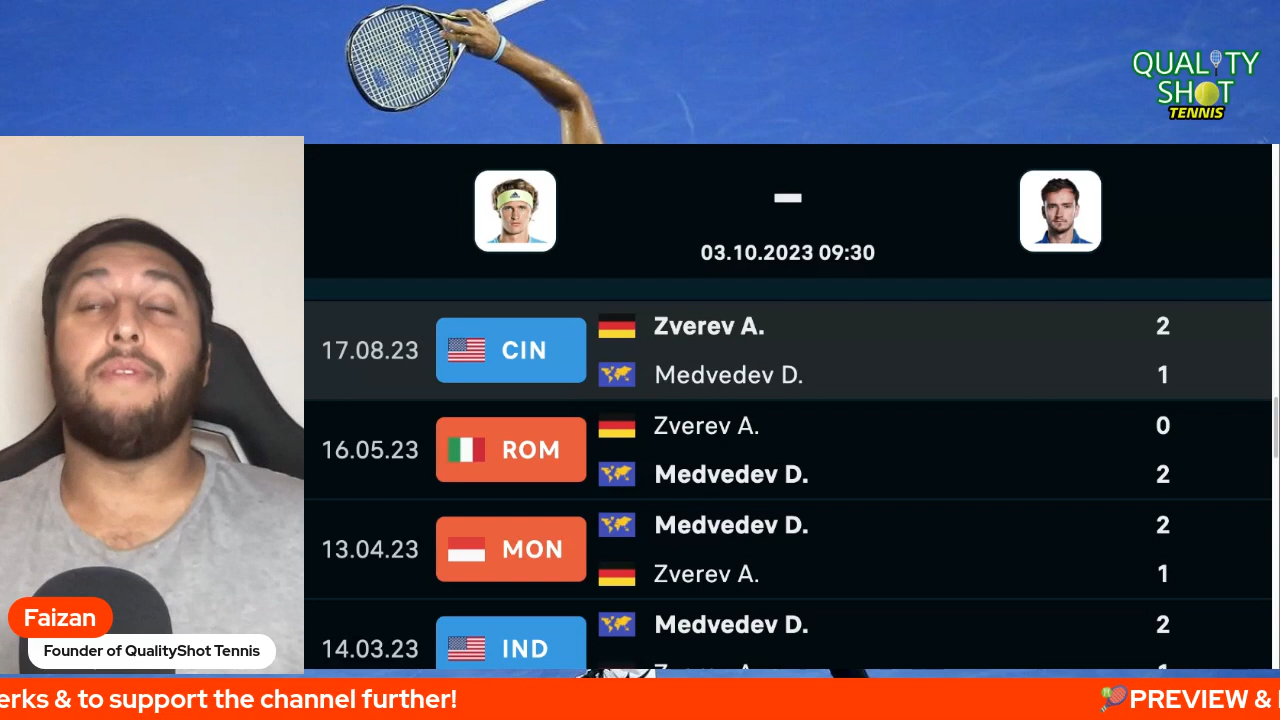 QUALITY
SHOT
TENNIS
03.10.2023 09:30
17.08.23 CIN Zverev A. 2
Medvedev D. 1
16.05.23 ROM Zverev A. 0
Medvedev D. 2
13.04.23 MON Medvedev D. 2
Zverev A. 1
14.03.23 IND Medvedev D. 2
Faizan
Founder of QualityShot Tennis
erks & to support the channel further! PREVIEW &